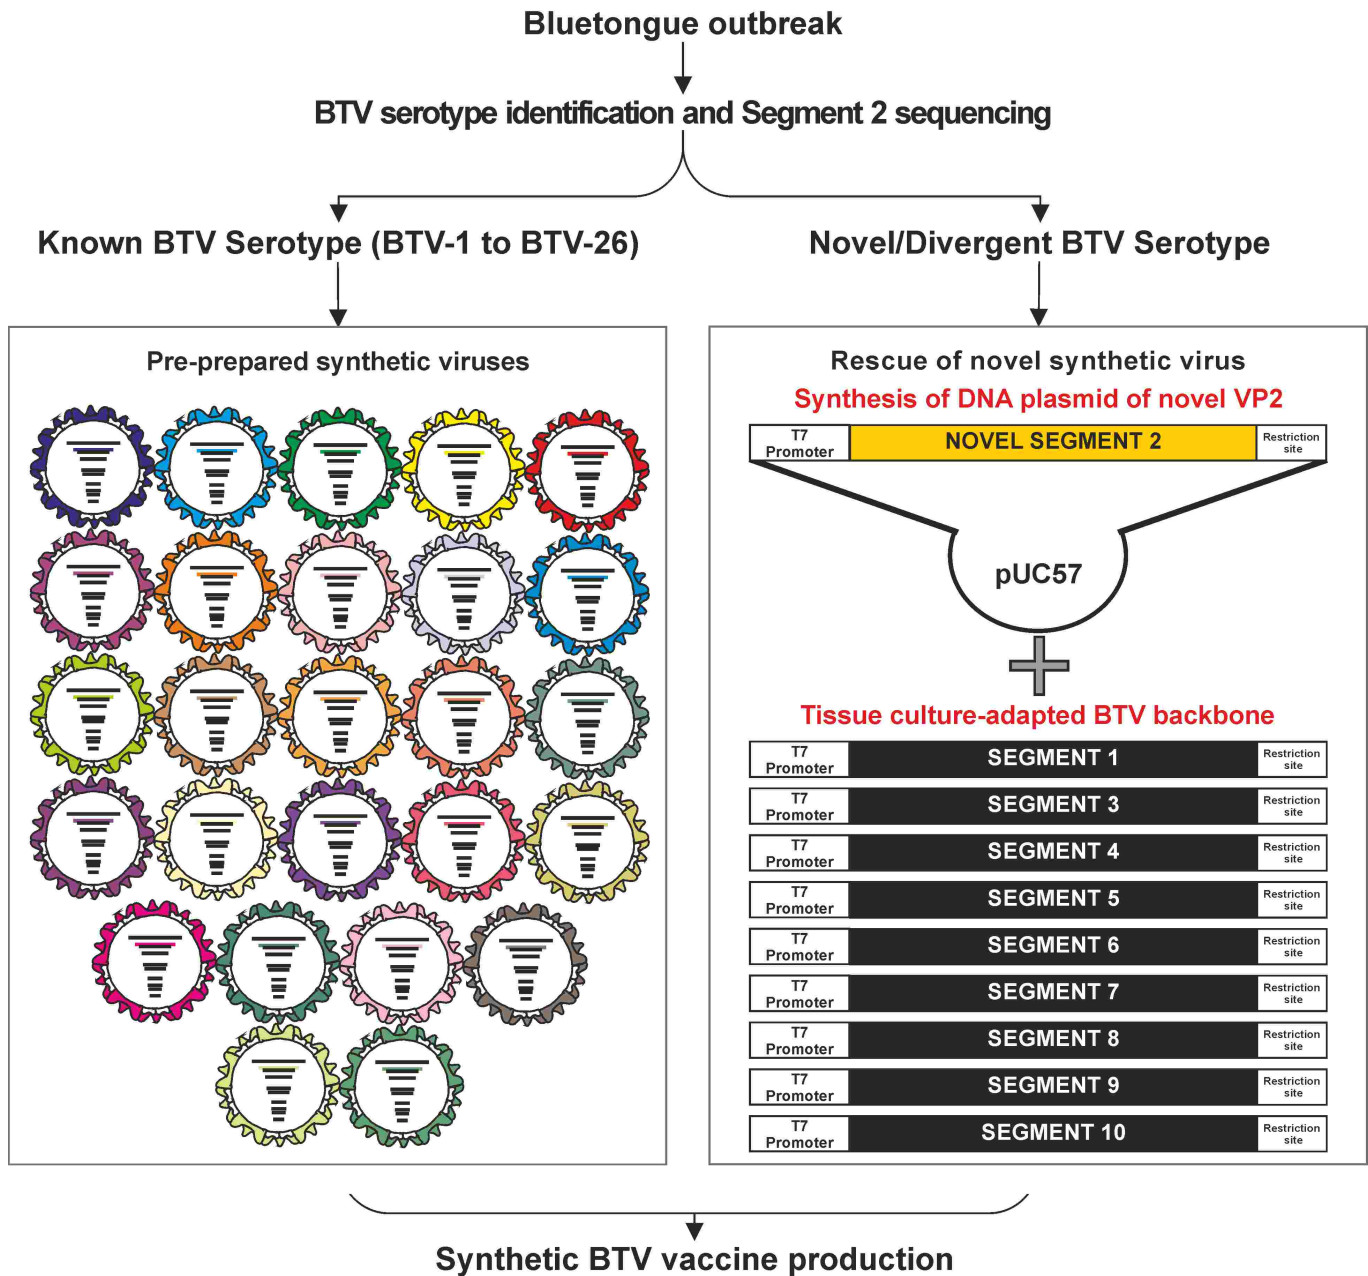 Bluetongue outbreak
BTV serotype identification and Segment 2 sequencing
Known BTV Serotype (BTV-1 to BTV-26)
Novel/Divergent BTV Serotype
Pre-prepared synthetic viruses
Rescue of novel synthetic virus
Synthesis of DNA plasmid of novel VP2
T7
Promoter
NOVEL SEGMENT 2
Restriction
site
pUC57
Tissue culture-adapted BTV backbone
T7
Promoter
SEGMENT 1
Restriction
site
T7
Promoter
SEGMENT 3
Restriction
site
T7
Promoter
SEGMENT 4
Restriction
site
T7
Promoter
SEGMENT 5
Restriction
site
T7
Promoter
SEGMENT 6
Restriction
site
T7
Promoter
SEGMENT 7
Restriction
site
T7
Promoter
SEGMENT 8
Restriction
site
T7
Promoter
SEGMENT 9
Restriction
site
T7
Promoter
SEGMENT 10
Restriction
site
Synthetic BTV vaccine production